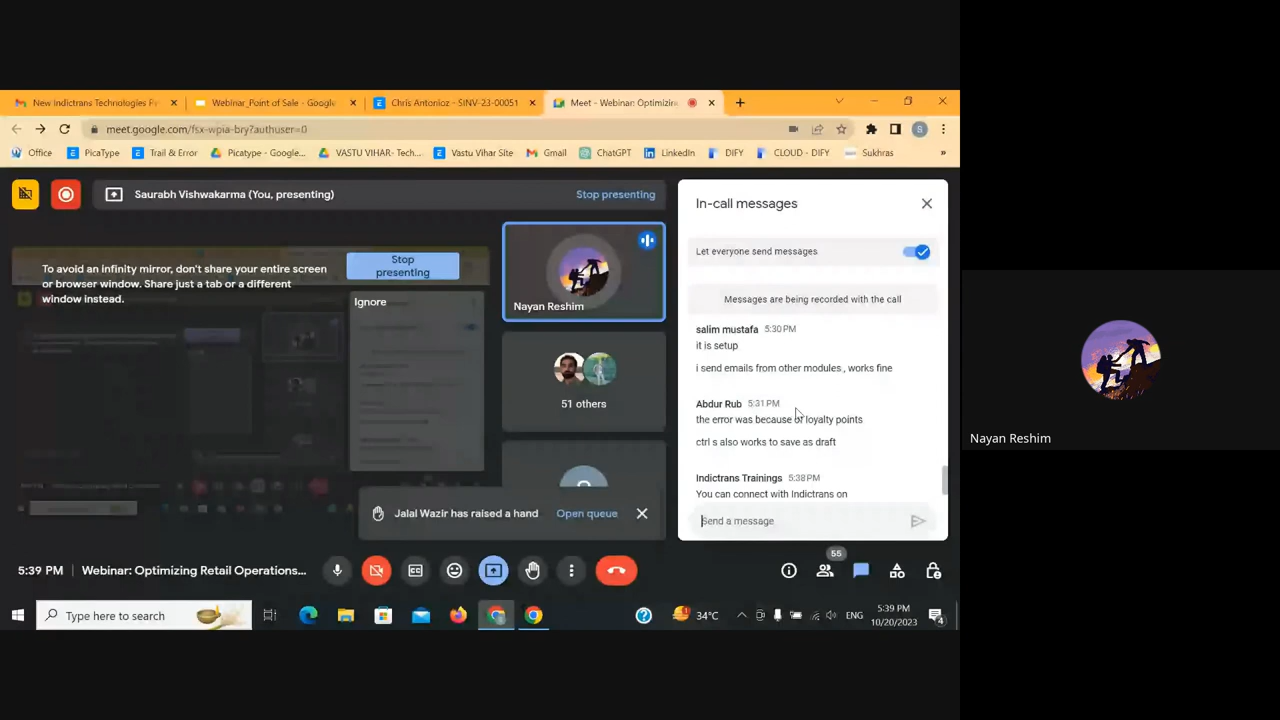 New Indictrans Technologies P
Webinar_Point of Sale - Google
Chris Antonioz - SINV-23-00051
Meet - Webinar: Optimizin
meet.google.com/fsx-wpia-bry?authuser=0
Office
PicaType
Trail & Error
Picatype - Google...
VASTU VIHAR- Tech...
Vastu Vihar Site
Gmail
ChatGPT
LinkedIn
DIFY
CLOUD - DIFY
Sukhras
Saurabh Vishwakarma (You, presenting)
Stop presenting
To avoid an infinity mirror, don't share your entire screen
or browser window. Share just a tab or a different
window instead.
Stop
presenting
Ignore
Nayan Reshim
51 others
Jalal Wazir has raised a hand
Open queue
In-call messages
Let everyone send messages
Messages are being recorded with the call
salim mustafa 5:30 PM
it is setup
i send emails from other modules , works fine
Abdur Rub 5:31 PM
the error was because of loyalty points
ctrl s also works to save as draft
Indictrans Trainings 5:38 PM
You can connect with Indictrans on
Send a message
5:39 PM | Webinar: Optimizing Retail Operations...
55
Type here to search
34°C
ENG
5:39 PM
10/20/2023
4
Nayan Reshim